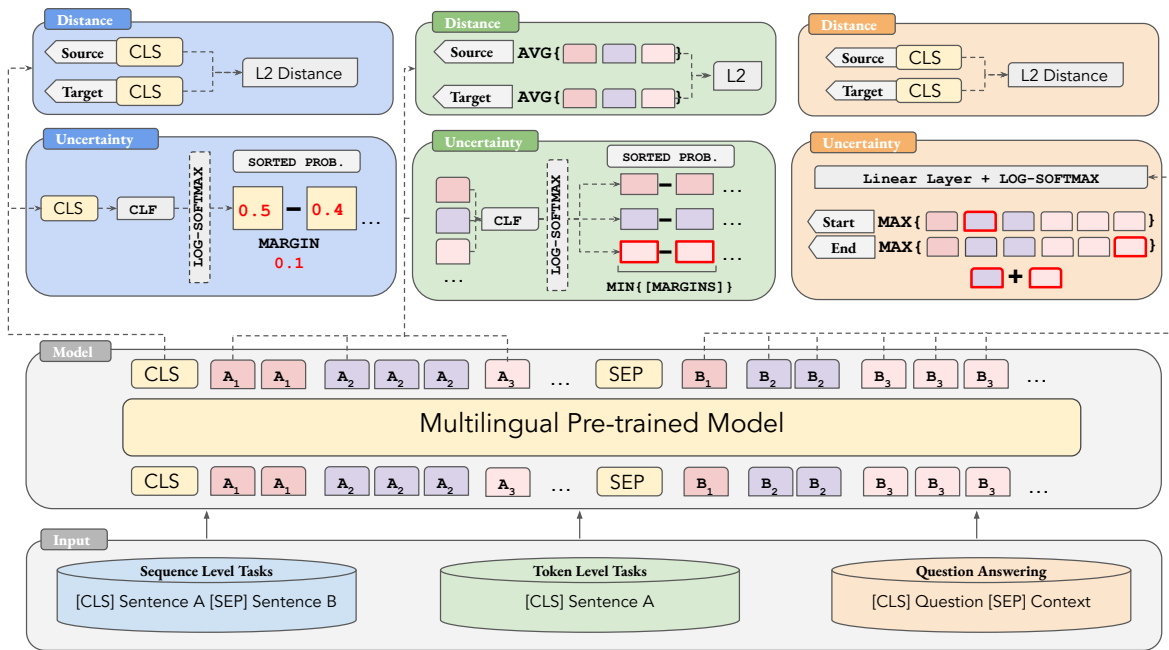 Distance
Source CLS
Target CLS
L2 Distance
Uncertainty
CLS
CLF
LOG-SOFTMAX
SORTED PROB.
0.5 - 0.4 ...
MARGIN
0.1
Distance
Source AVG{ }
Target AVG{ }
L2
Uncertainty
CLF
...
LOG-SOFTMAX
SORTED PROB.
- ...
- ...
- ...
MIN{[MARGINS]}
Distance
Source CLS
Target CLS
L2 Distance
Uncertainty
Linear Layer + LOG-SOFTMAX
Start MAX{ }
End MAX{ }
+
Model
CLS A1 A1 A2 A2 A2 A3 ... SEP B1 B2 B2 B3 B3 B3 ...
Multilingual Pre-trained Model
CLS A1 A1 A2 A2 A2 A3 ... SEP B1 B2 B2 B3 B3 B3 ...
Input
Sequence Level Tasks
[CLS] Sentence A [SEP] Sentence B
Token Level Tasks
[CLS] Sentence A
Question Answering
[CLS] Question [SEP] Context